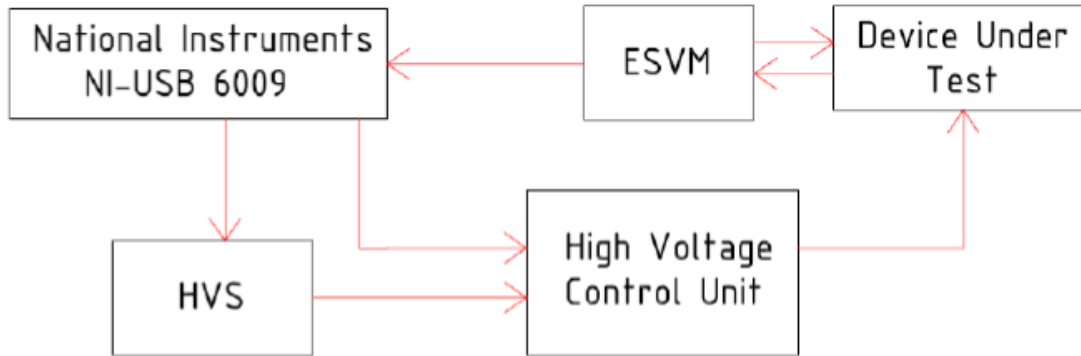 National Instruments
NI-USB 6009
ESVM
Device Under
Test
HVS
High Voltage
Control Unit